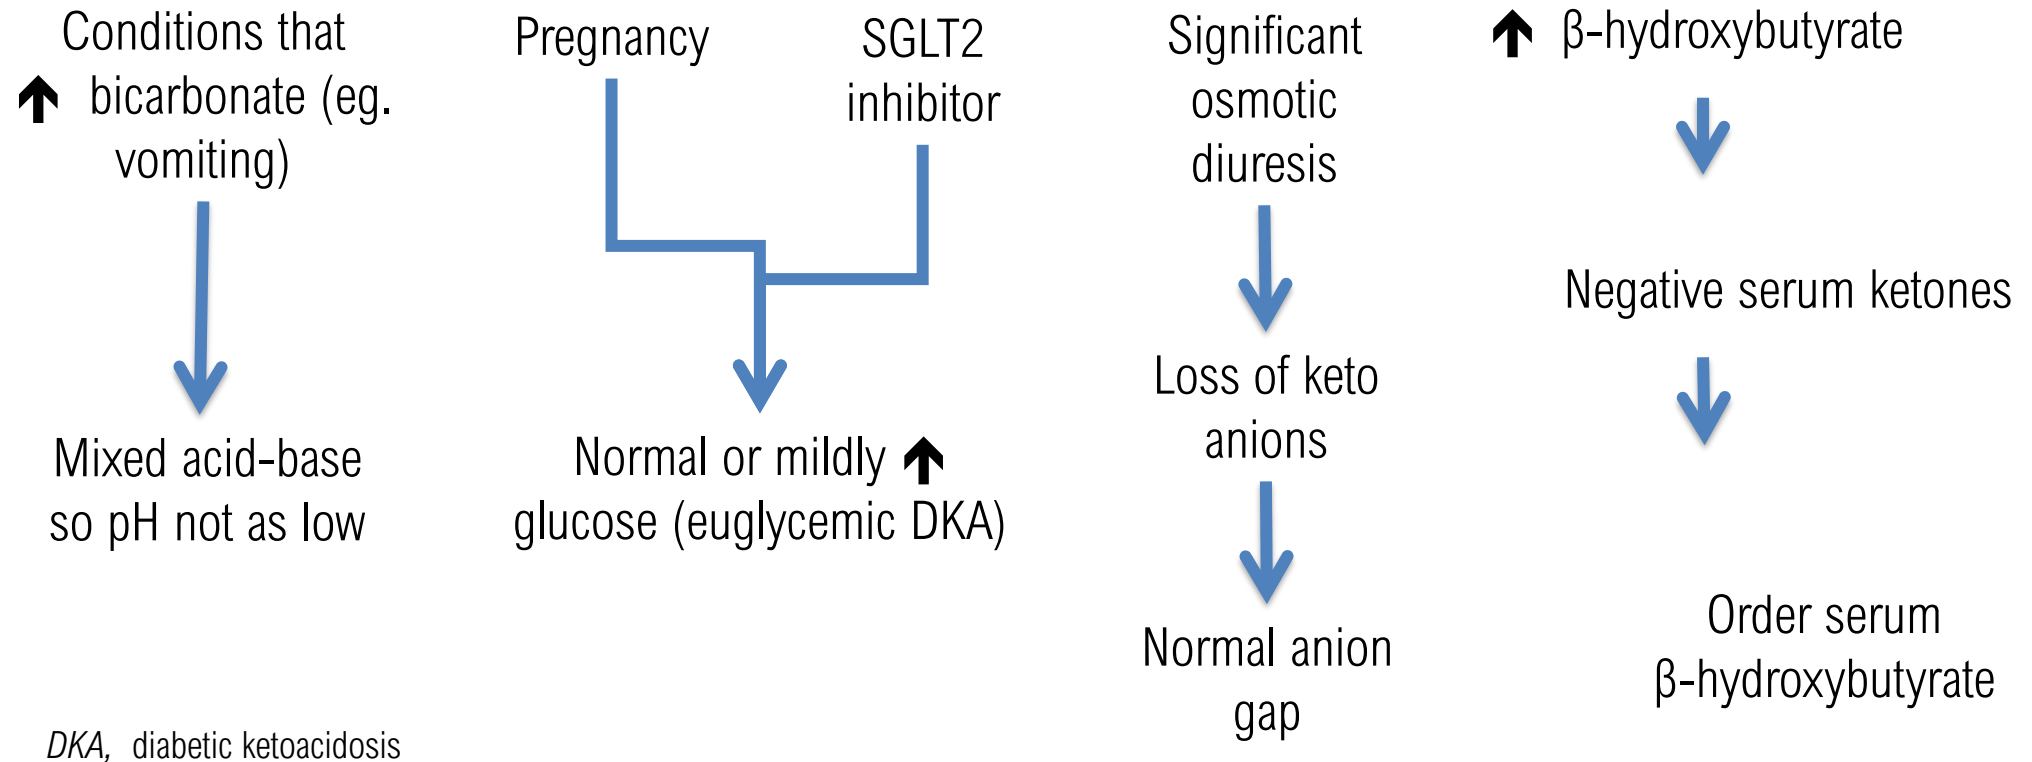 Conditions that
↑ bicarbonate (eg.
vomiting)
Mixed acid-base
so pH not as low
Pregnancy
SGLT2
inhibitor
Normal or mildly ↑
glucose (euglycemic DKA)
Significant
osmotic
diuresis
Loss of keto
anions
Normal anion
gap
↑ β-hydroxybutyrate
Negative serum ketones
Order serum
β-hydroxybutyrate
DKA, diabetic ketoacidosis